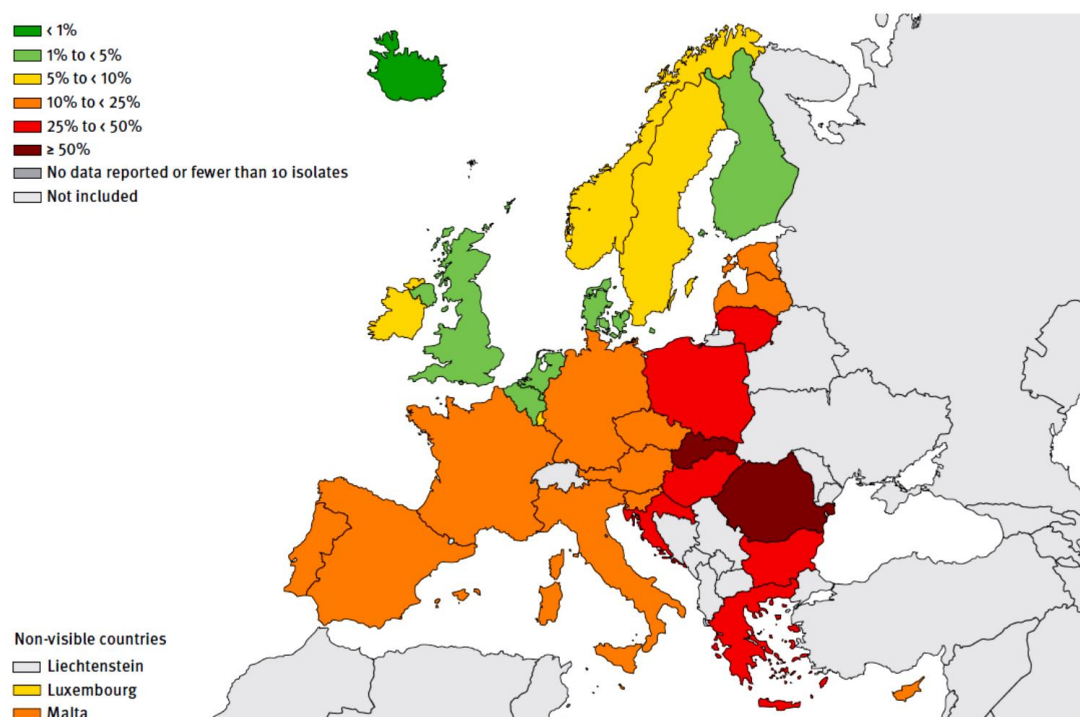 < 1%
1% to < 5%
5% to < 10%
10% to < 25%
25% to < 50%
≥ 50%
No data reported or fewer than 10 isolates
Not included
Non-visible countries
Liechtenstein
Luxembourg
Malta